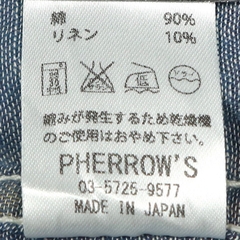 綿 90%
リネン 10%
縮みが発生するため乾燥機
のご使用はおやめ下さい。
PHERROW'S
03-5725-9577
MADE IN JAPAN